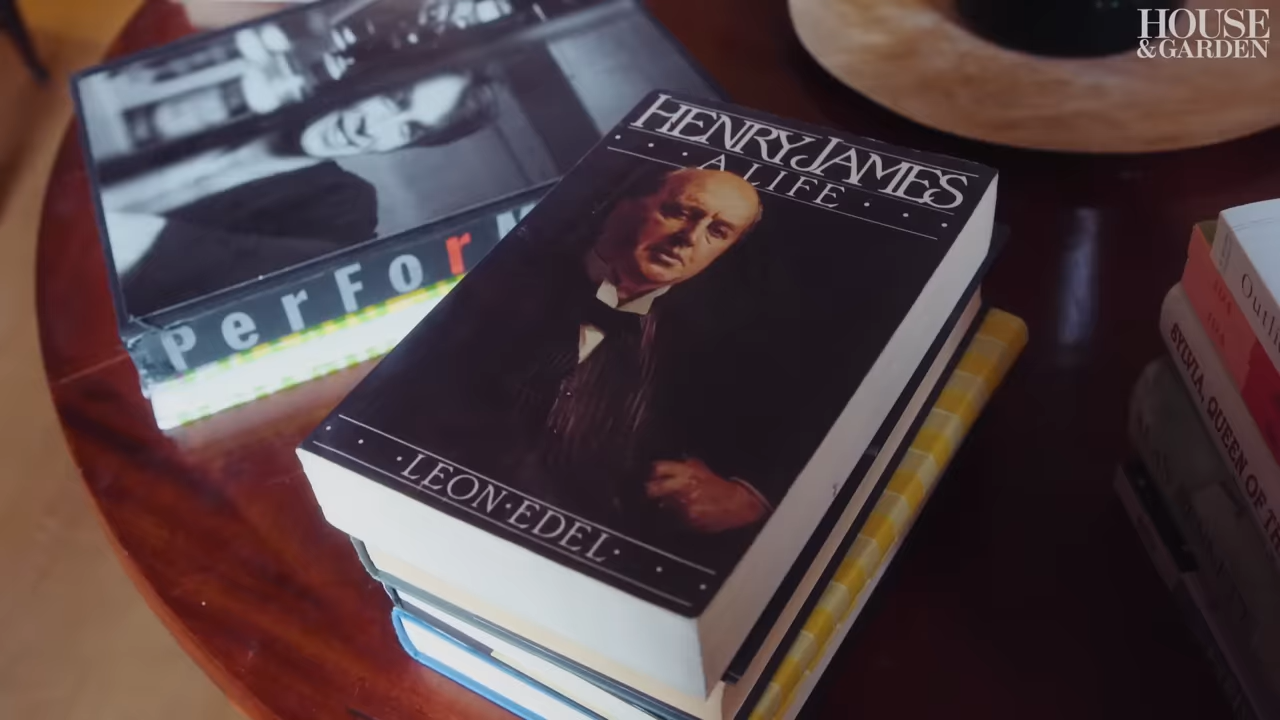 HOUSE
& GARDEN
HENRY JAMES
A LIFE
·LEON·EDEL·
PerFor
Outl
SYLVIA, QUEEN OF TH